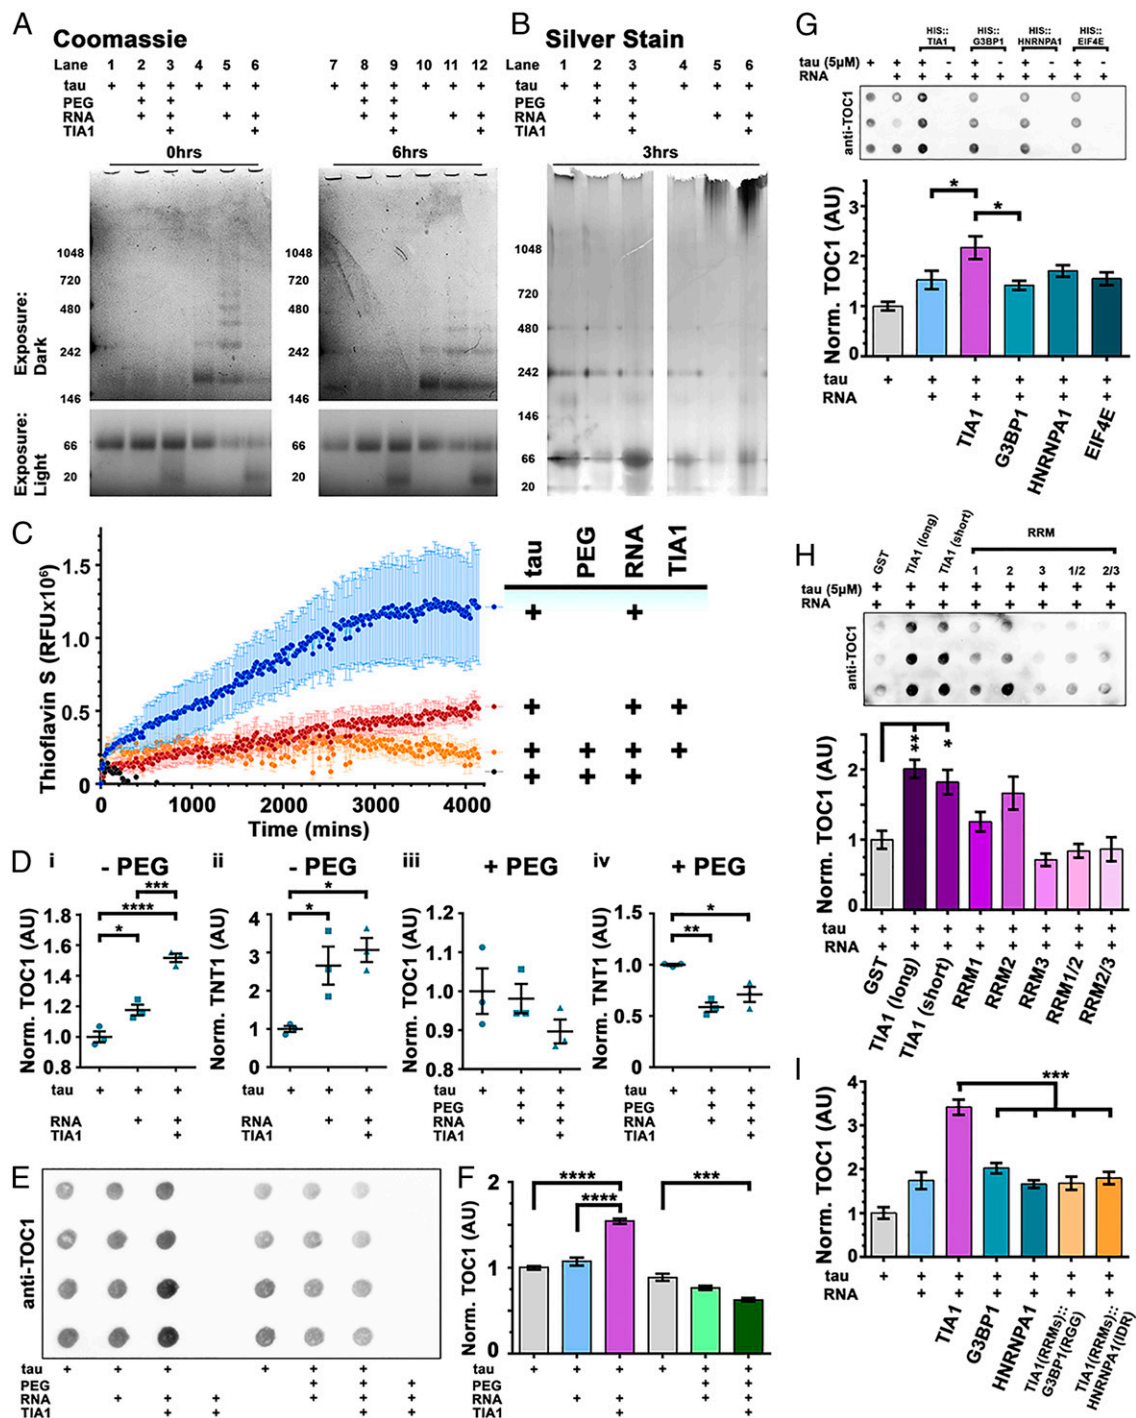 A
Coomassie
Lane 1 2 3 4 5 6 7 8 9 10 11 12
tau + + + + + + + + + + + +
PEG + + + +
RNA + + + + + + + +
TIA1 + + + +
0hrs 6hrs
Exposure: Dark
1048 1048
720 720
480 480
242 242
146 146
Exposure: Light
66 66
20 20
B
Silver Stain
Lane 1 2 3 4 5 6
tau + + + + + +
PEG + +
RNA + + + +
TIA1 + +
3hrs
1048
720
480
242
146
66
20
C
Thioflavin S (RFUx10⁶)
1.5
1.0
0.5
0
0 1000 2000 3000 4000
Time (mins)
tau PEG RNA TIA1
+ +
+ + +
+ + + +
+ + +
D
i
- PEG
Norm. TOC1 (AU)
1.8
1.6
1.4
1.2
1.0
0.8
***
****
*
tau + + +
RNA + +
TIA1 +
ii
- PEG
Norm. TNT1 (AU)
4
3
2
1
0
*
*
tau + + +
RNA + +
TIA1 +
iii
+ PEG
Norm. TOC1 (AU)
1.2
1.1
1.0
0.9
0.8
tau + + +
PEG + +
RNA + +
TIA1 +
iv
+ PEG
Norm. TNT1 (AU)
1.5
1.0
0.5
0
*
**
tau + + +
PEG + +
RNA + +
TIA1 +
E
anti-TOC1
tau + + + + + +
PEG + + +
RNA + + + + + +
TIA1 + + + +
F
Norm. TOC1 (AU)
2
1.5
1
0.5
0
**** ***
****
tau + + + + + +
PEG + +
RNA + + + +
TIA1 + +
G
HIS:: TIA1
HIS:: G3BP1
HIS:: HNRNPA1
HIS:: EIF4E
tau (5µM) + + + - + - + - + -
RNA + + + + + + + + +
anti-TOC1
Norm. TOC1 (AU)
3
2
1
0
*
*
tau + + + + + +
RNA + + + + +
TIA1
G3BP1
HNRNPA1
EIF4E
H
GST
TIA1 (long)
TIA1 (short)
RRM
1 2 3 1/2 2/3
tau (5µM) + + + + + + + +
RNA + + + + + + + +
anti-TOC1
Norm. TOC1 (AU)
2
1
0
** *
tau + + + + + + + +
RNA + + + + + + + +
GST
TIA1 (long)
TIA1 (short)
RRM1
RRM2
RRM3
RRM1/2
RRM2/3
I
Norm. TOC1 (AU)
4
3
2
1
0
***
tau + + + + + + +
RNA + + + + + +
TIA1
G3BP1
HNRNPA1
TIA1(RRMs)::
G3BP1(RGG)
TIA1(RRMs)::
HNRNPA1(IDR)